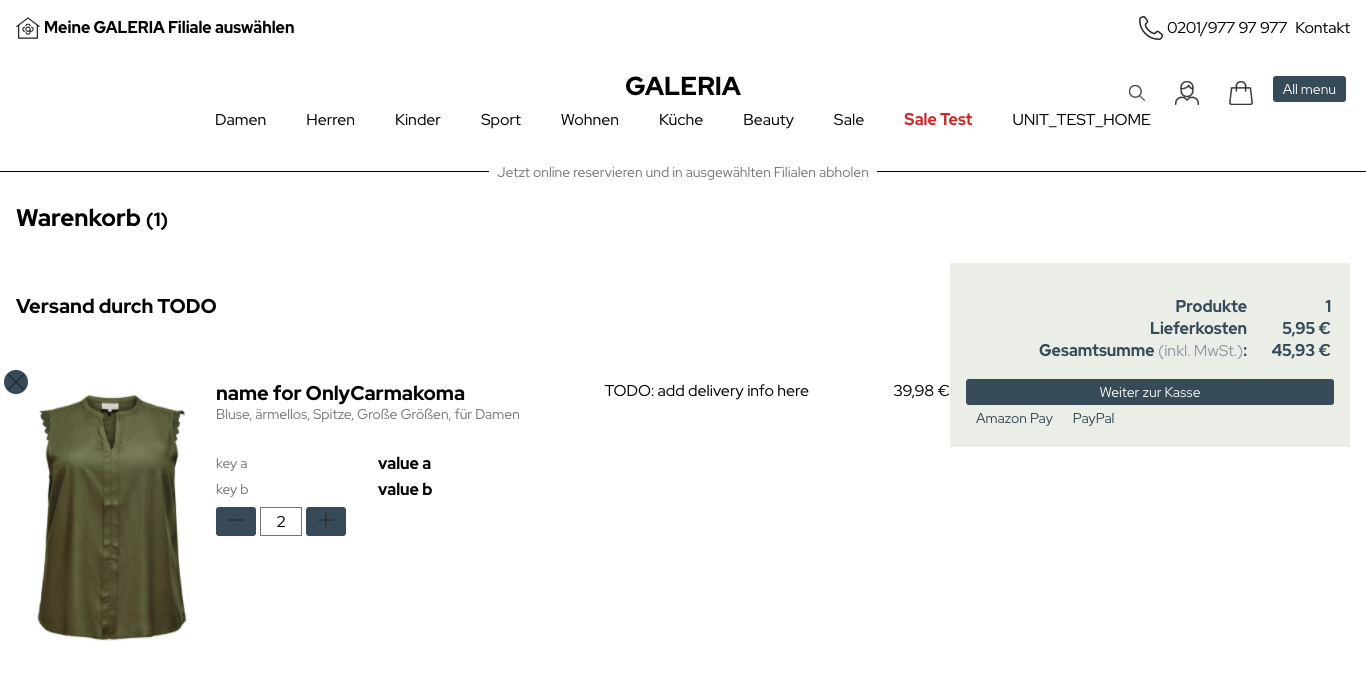 Meine GALERIA Filiale auswählen
0201/977 97 977 Kontakt
GALERIA
All menu
Damen Herren Kinder Sport Wohnen Küche Beauty Sale Sale Test UNIT_TEST_HOME
Jetzt online reservieren und in ausgewählten Filialen abholen
Warenkorb (1)
Versand durch TODO
name for OnlyCarmakoma
Bluse, ärmellos, Spitze, Große Größen, für Damen
key a value a
key b value b
2
TODO: add delivery info here
39,98 €
Produkte 1
Lieferkosten 5,95 €
Gesamtsumme (inkl. MwSt.): 45,93 €
Weiter zur Kasse
Amazon Pay PayPal